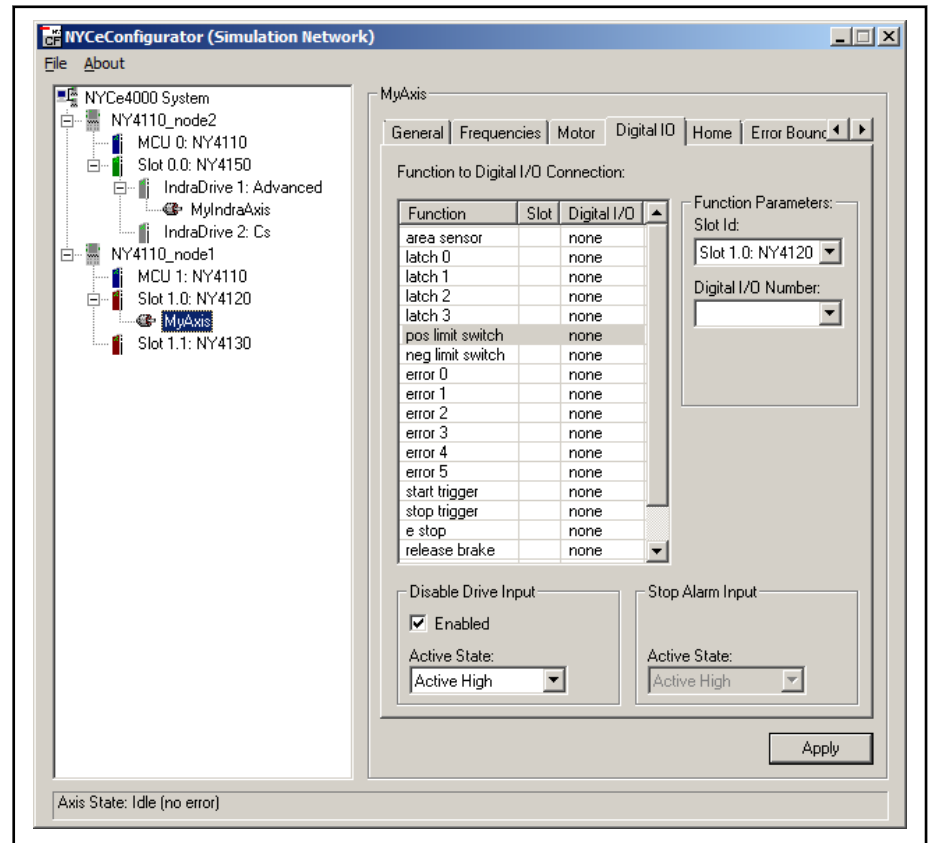 NYCeConfigurator (Simulation Network)
File About
NYCe4000 System
NY4110_node2
MCU 0: NY4110
Slot 0.0: NY4150
IndraDrive 1: Advanced
MyIndraAxis
IndraDrive 2: Cs
NY4110_node1
MCU 1: NY4110
Slot 1.0: NY4120
MyAxis
Slot 1.1: NY4130
MyAxis
General Frequencies Motor Digital IO Home Error Bounc
Function to Digital I/O Connection:
Function Slot Digital I/O
area sensor none
latch 0 none
latch 1 none
latch 2 none
latch 3 none
pos limit switch none
neg limit switch none
error 0 none
error 1 none
error 2 none
error 3 none
error 4 none
error 5 none
start trigger none
stop trigger none
e stop none
release brake none
Function Parameters:
Slot Id:
Slot 1.0: NY4120
Digital I/O Number:
Disable Drive Input
Enabled
Active State:
Active High
Stop Alarm Input
Active State:
Active High
Apply
Axis State: Idle (no error)